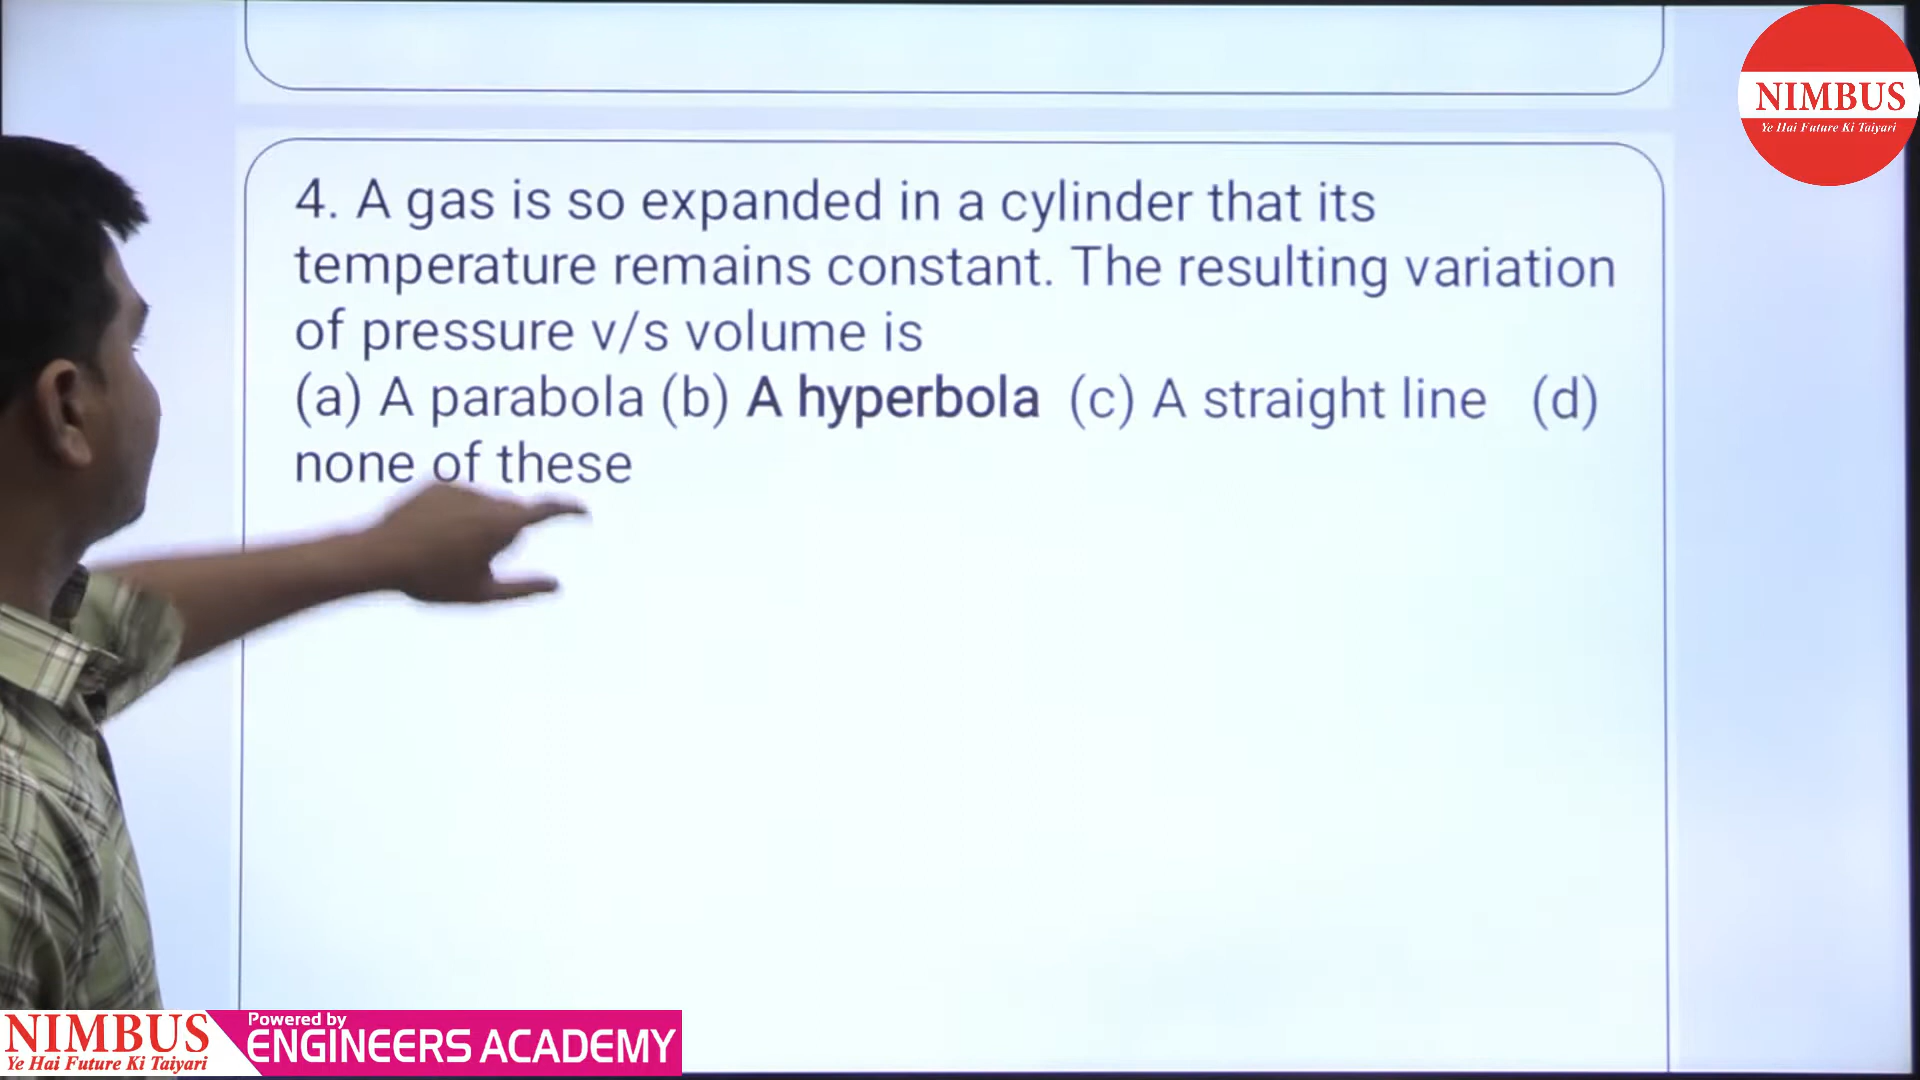 NIMBUS
Ye Hai Future Ki Taiyari
4. A gas is so expanded in a cylinder that its
temperature remains constant. The resulting variation
of pressure v/s volume is
(a) A parabola (b) A hyperbola (c) A straight line (d)
none of these
NIMBUS
Ye Hai Future Ki Taiyari
Powered by
ENGINEERS ACADEMY